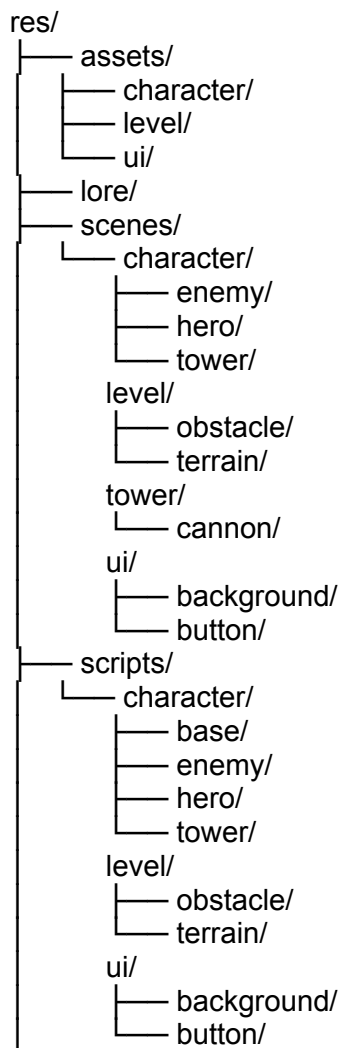 res/
├── assets/
│   ├── character/
│   ├── level/
│   └── ui/
├── lore/
├── scenes/
│   └── character/
│       ├── enemy/
│       ├── hero/
│       └── tower/
│       level/
│       ├── obstacle/
│       └── terrain/
│       tower/
│       └── cannon/
│       ui/
│       ├── background/
│       └── button/
├── scripts/
│   └── character/
│       ├── base/
│       ├── enemy/
│       ├── hero/
│       └── tower/
│       level/
│       ├── obstacle/
│       └── terrain/
│       ui/
│       ├── background/
│       └── button/